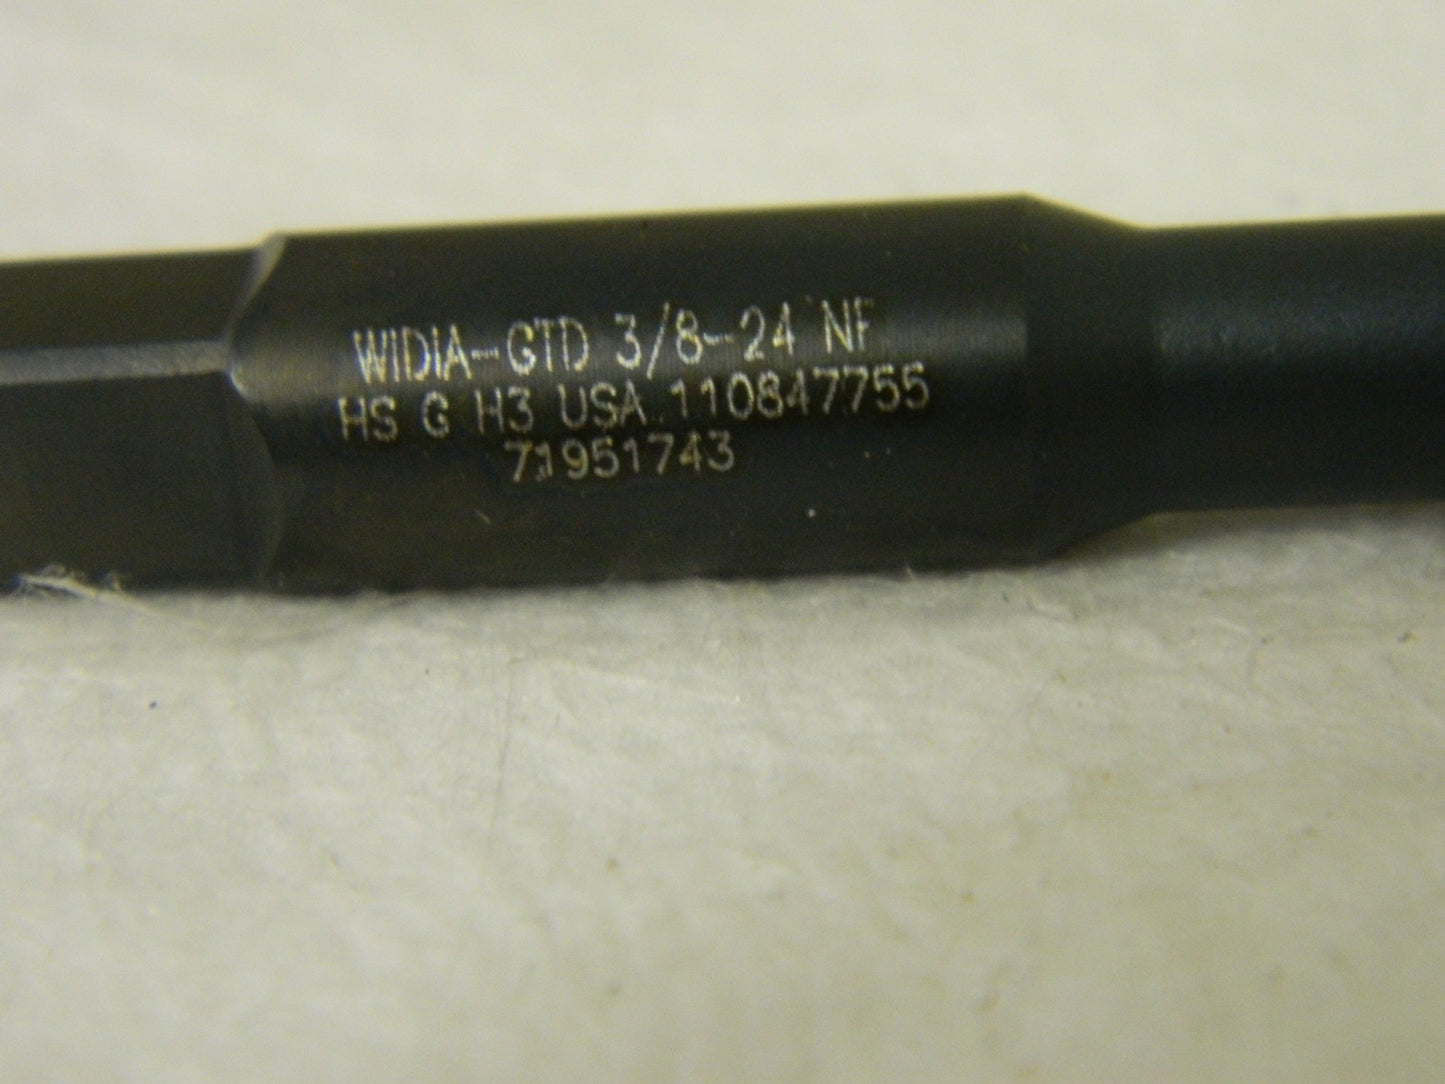 WIDIA-GTD 3/8-24 NF
HS G H3 USA 110847755
71951743